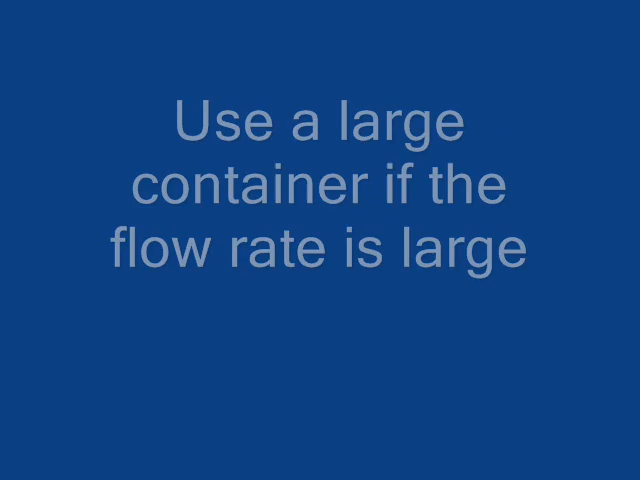 Use a large
container if the
flow rate is large